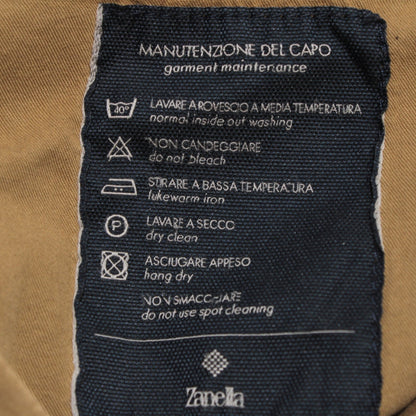 MANUTENZIONE DEL CAPO
garment maintenance
40°
LAVARE A ROVESCIO A MEDIA TEMPERATURA
normal inside out washing
NON CANDEGGIARE
do not bleach
STIRARE A BASSA TEMPERATURA
lukewarm iron
P
LAVARE A SECCO
dry clean
ASCIUGARE APPESO
hang dry
NON SMACCHIARE
do not use spot cleaning
Zanella